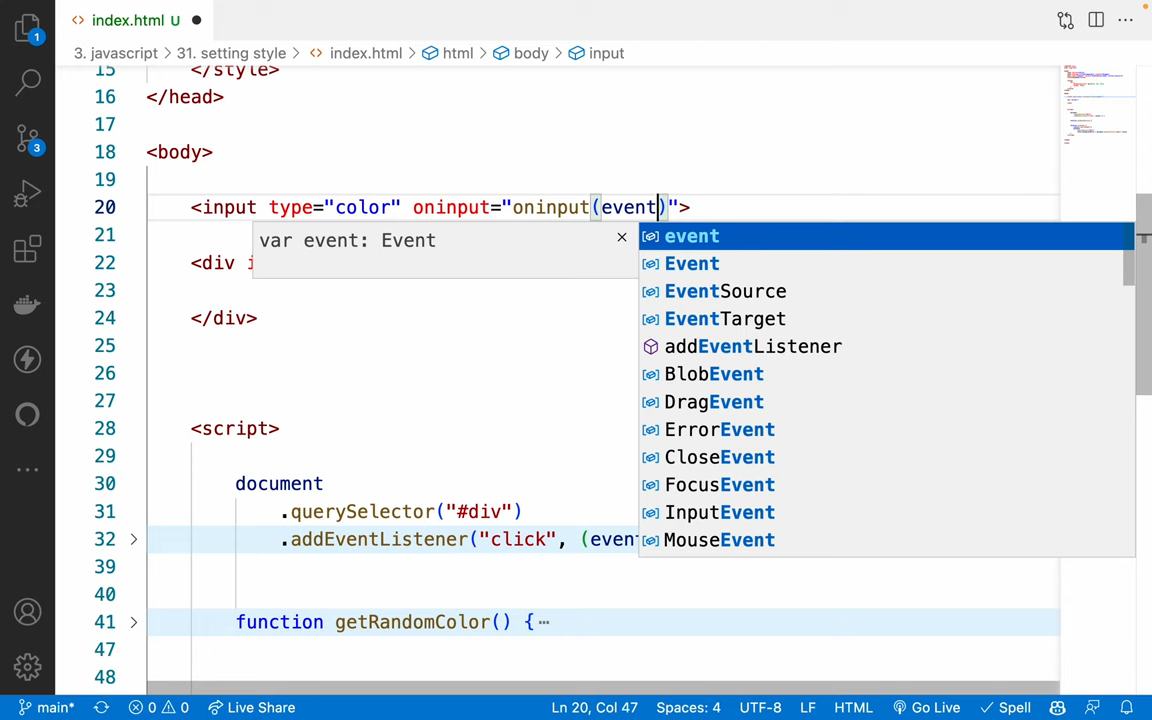 index.html U
3. javascript > 31. setting style > index.html > html > body > input
15 </style>
16 </head>
17
18 <body>
19
20 <input type="color" oninput="oninput(event)">
21
var event: Event
22 <div i
23
24 </div>
25
26
27
28 <script>
29
30 document
31 .querySelector("#div")
32 .addEventListener("click", (even
39
40
41 function getRandomColor() {…
47
48
event
Event
EventSource
EventTarget
addEventListener
BlobEvent
DragEvent
ErrorEvent
CloseEvent
FocusEvent
InputEvent
MouseEvent
1
3
main* 0 0 Live Share Ln 20, Col 47 Spaces: 4 UTF-8 LF HTML Go Live Spell